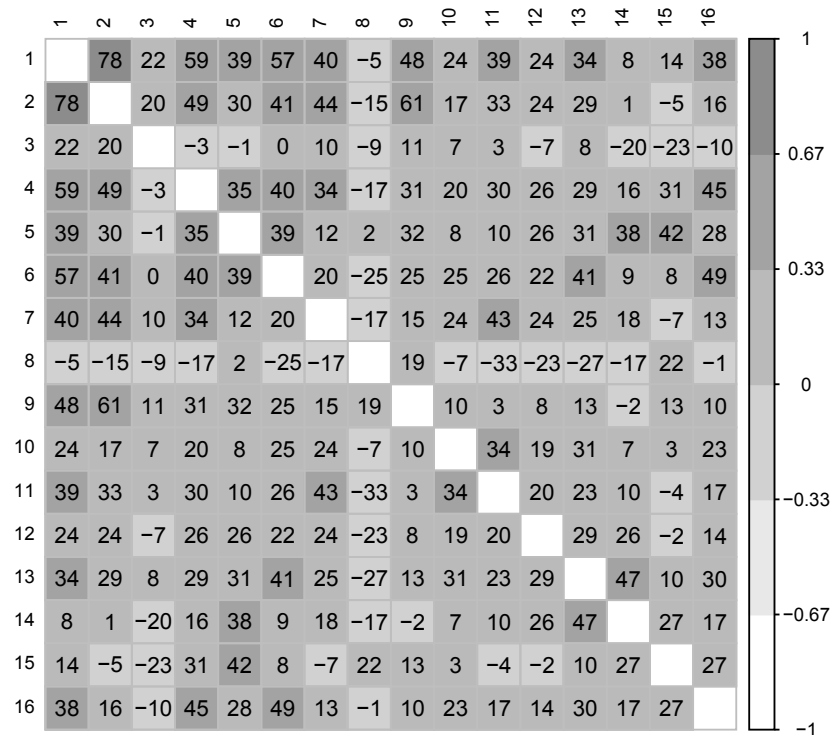 1 2 3 4 5 6 7 8 9 10 11 12 13 14 15 16
1 78 22 59 39 57 40 −5 48 24 39 24 34 8 14 38
2 78 20 49 30 41 44 −15 61 17 33 24 29 1 −5 16
3 22 20 −3 −1 0 10 −9 11 7 3 −7 8 −20 −23 −10
4 59 49 −3 35 40 34 −17 31 20 30 26 29 16 31 45
5 39 30 −1 35 39 12 2 32 8 10 26 31 38 42 28
6 57 41 0 40 39 20 −25 25 25 26 22 41 9 8 49
7 40 44 10 34 12 20 −17 15 24 43 24 25 18 −7 13
8 −5 −15 −9 −17 2 −25 −17 19 −7 −33 −23 −27 −17 22 −1
9 48 61 11 31 32 25 15 19 10 3 8 13 −2 13 10
10 24 17 7 20 8 25 24 −7 10 34 19 31 7 3 23
11 39 33 3 30 10 26 43 −33 3 34 20 23 10 −4 17
12 24 24 −7 26 26 22 24 −23 8 19 20 29 26 −2 14
13 34 29 8 29 31 41 25 −27 13 31 23 29 47 10 30
14 8 1 −20 16 38 9 18 −17 −2 7 10 26 47 27 17
15 14 −5 −23 31 42 8 −7 22 13 3 −4 −2 10 27 27
16 38 16 −10 45 28 49 13 −1 10 23 17 14 30 17 27
1
0.67
0.33
0
−0.33
−0.67
−1